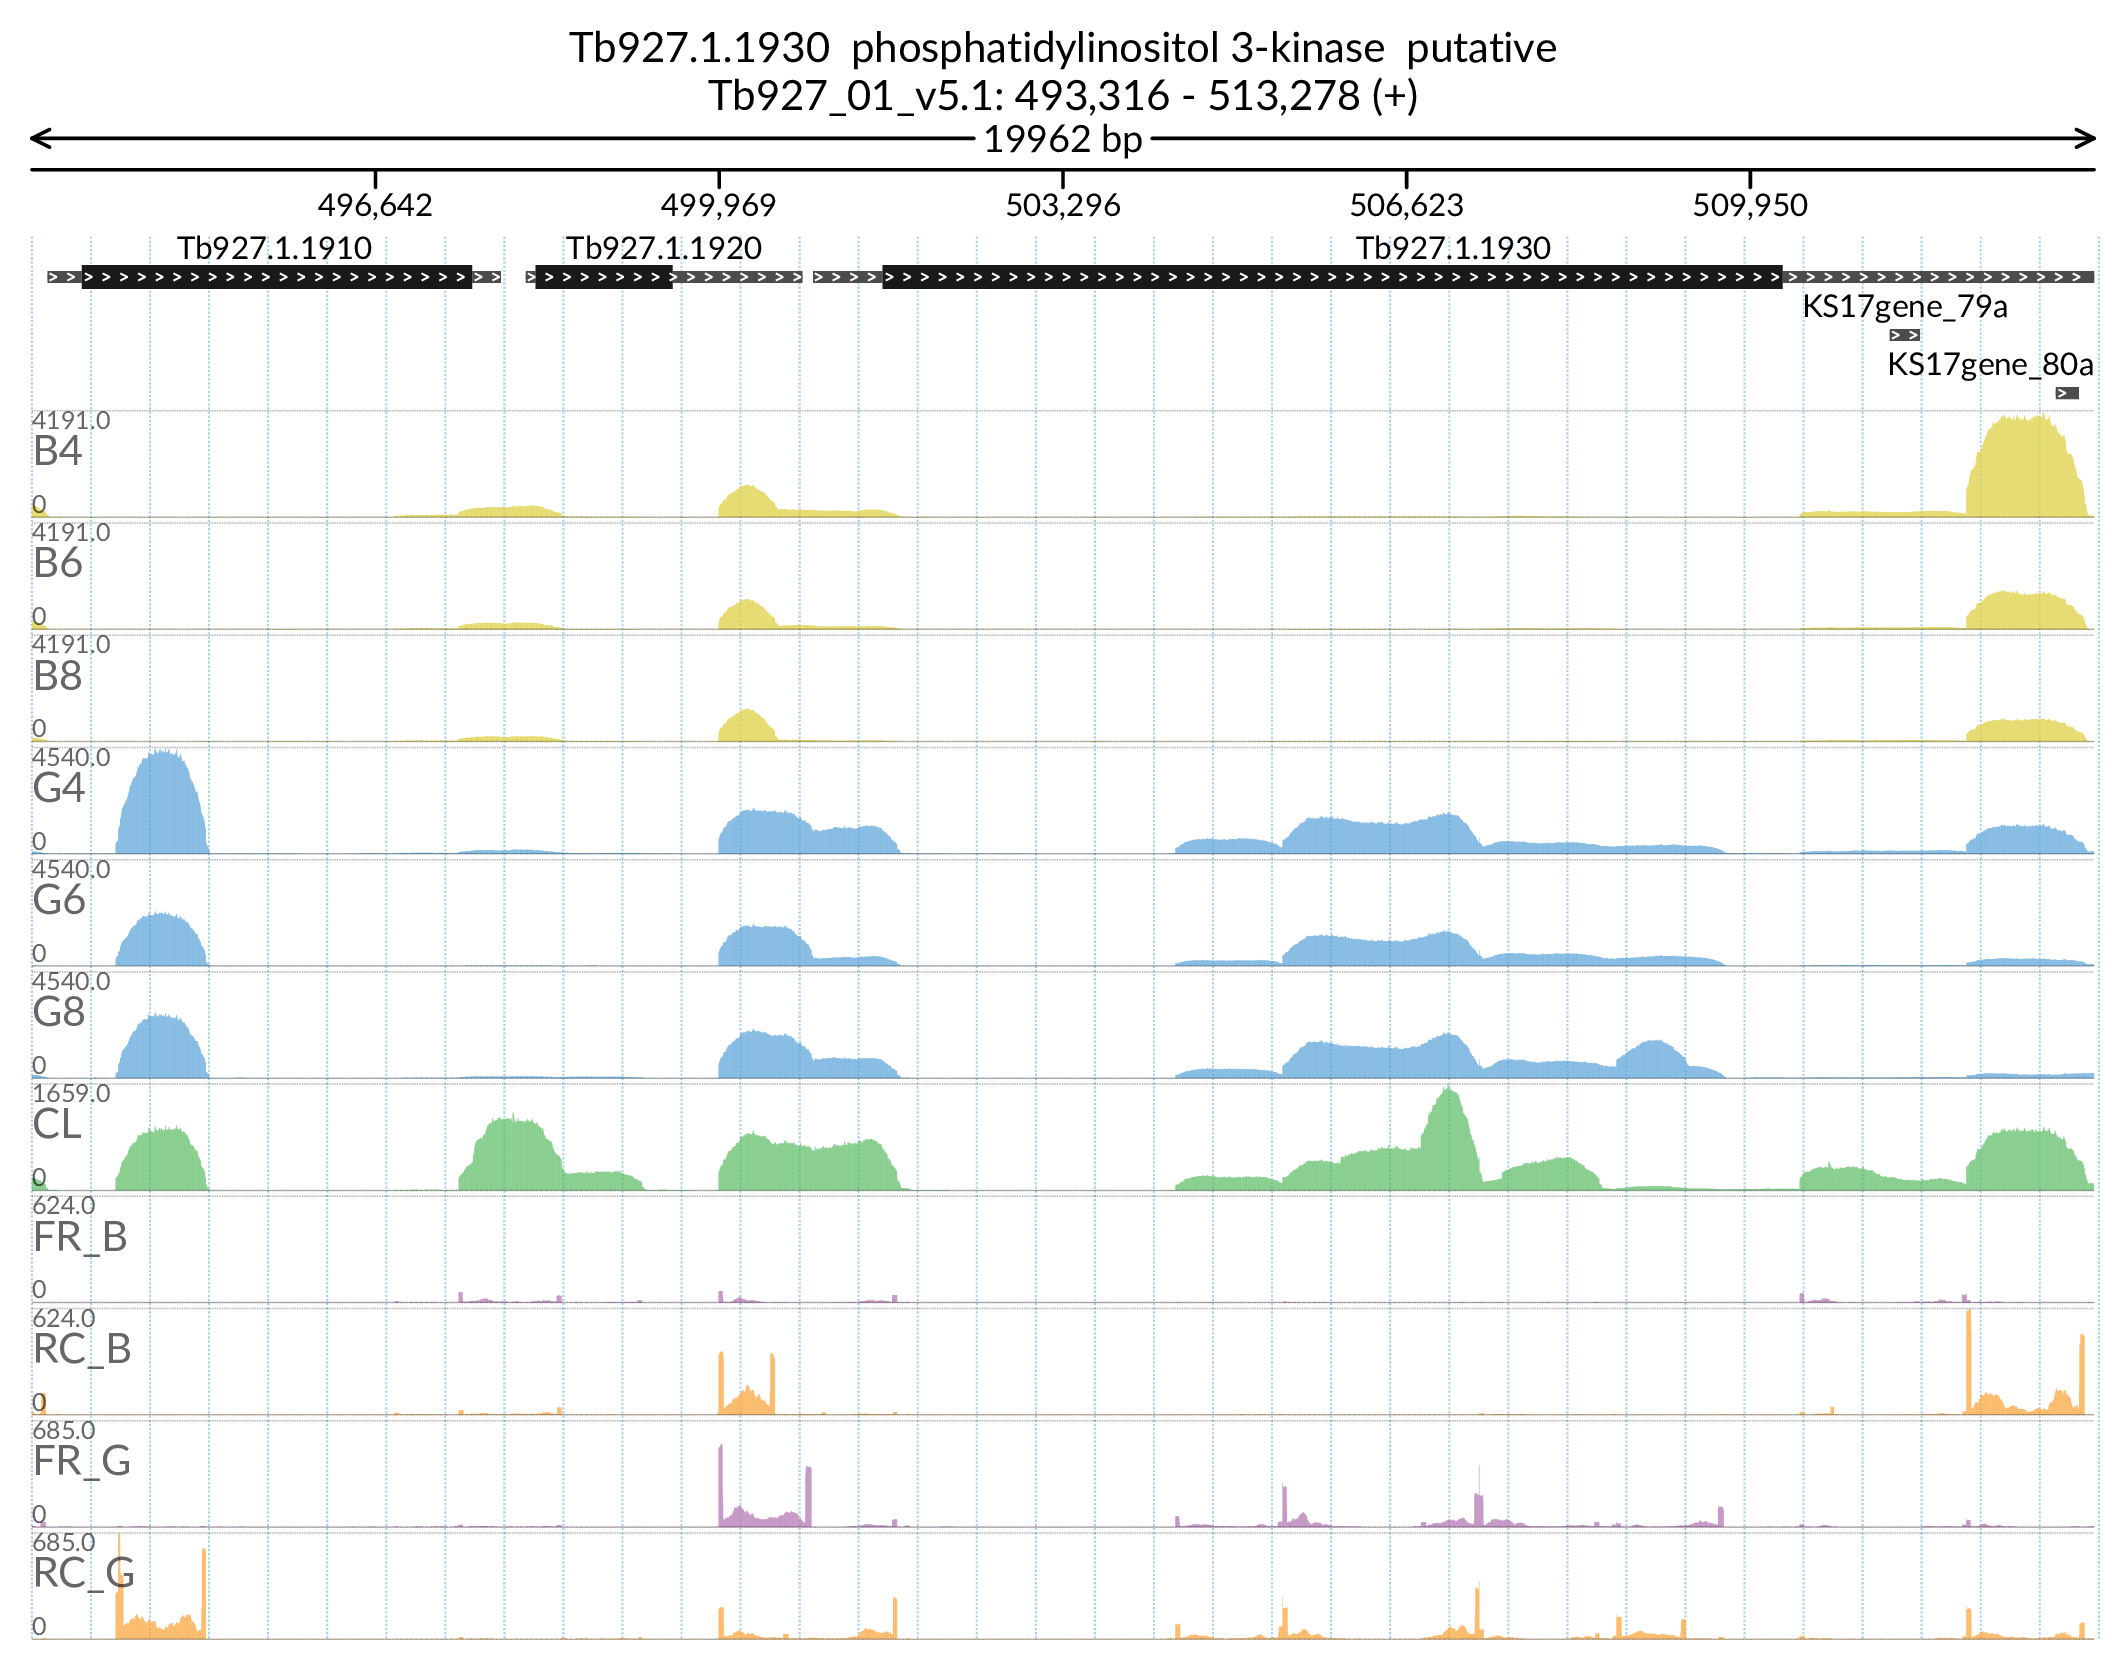 Tb927.1.1930 phosphatidylinositol 3-kinase putative
Tb927_01_v5.1: 493,316 - 513,278 (+)
19962 bp
496,642 499,969 503,296 506,623 509,950
Tb927.1.1910 Tb927.1.1920 Tb927.1.1930
KS17gene_79a
KS17gene_80a
4191.0
B4
0
4191.0
B6
0
4191.0
B8
0
4540.0
G4
0
4540.0
G6
0
4540.0
G8
0
1659.0
CL
0
624.0
FR_B
0
624.0
RC_B
0
685.0
FR_G
0
685.0
RC_G
0